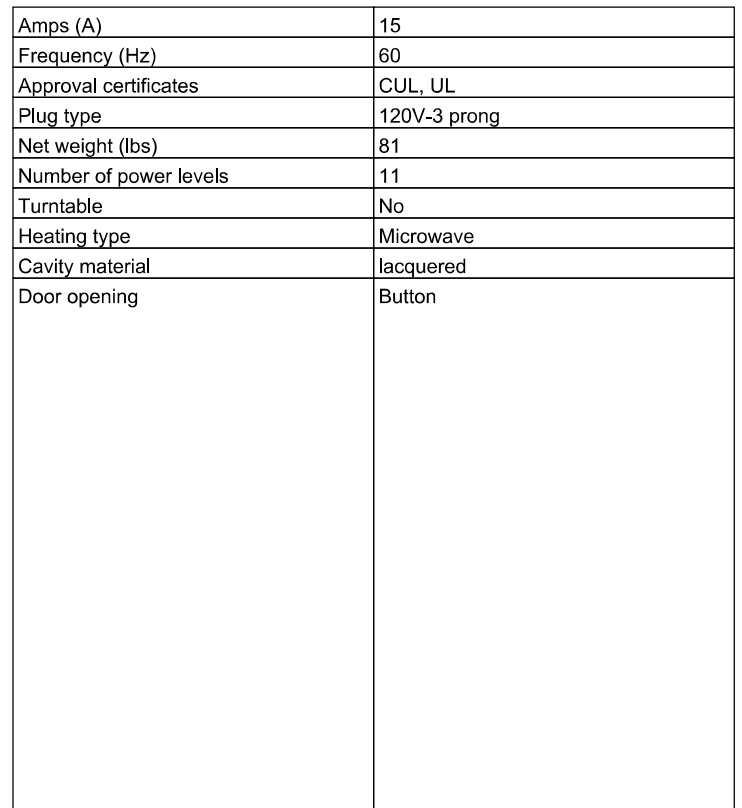 Amps (A) 15
Frequency (Hz) 60
Approval certificates CUL, UL
Plug type 120V-3 prong
Net weight (lbs) 81
Number of power levels 11
Turntable No
Heating type Microwave
Cavity material lacquered
Door opening Button